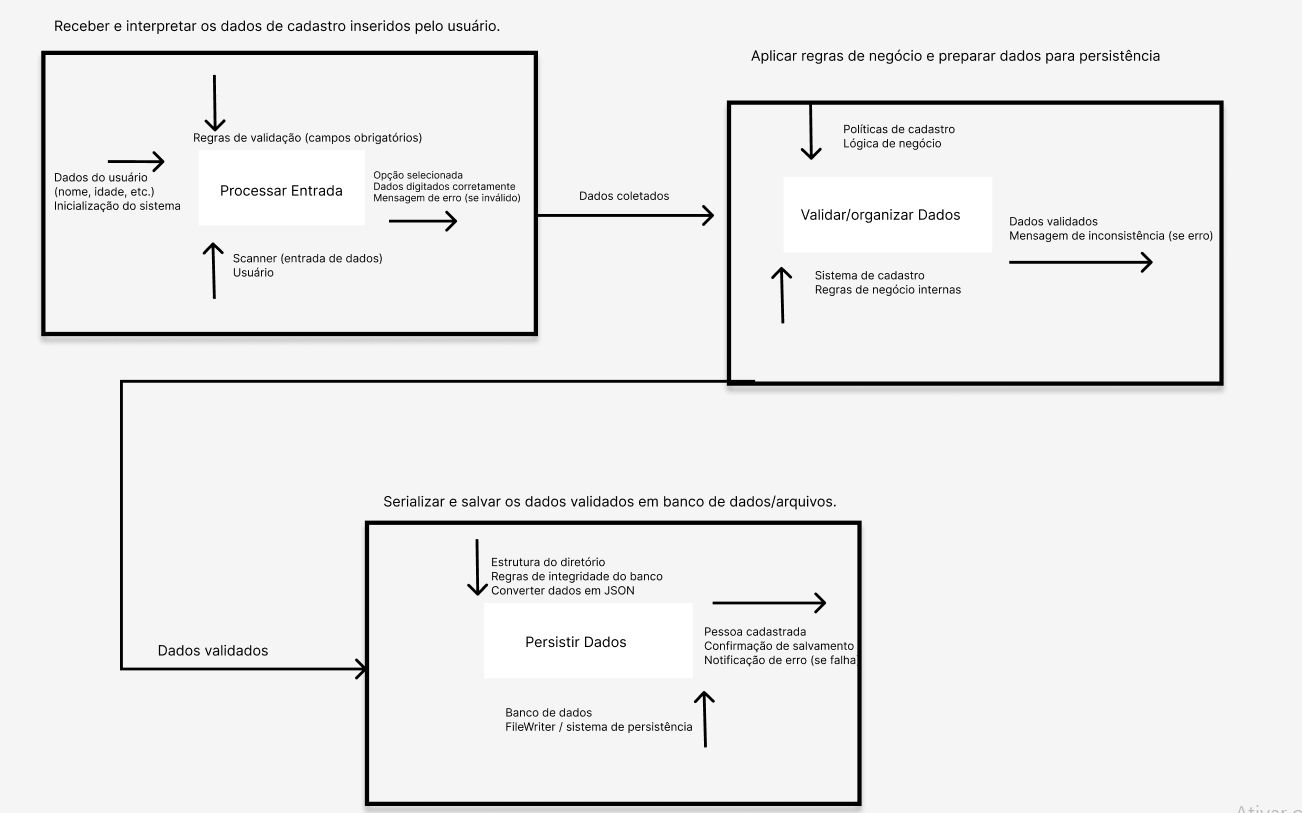 Receber e interpretar os dados de cadastro inseridos pelo usuário.
Regras de validação (campos obrigatórios)
Dados do usuário
(nome, idade, etc.)
Inicialização do sistema
Processar Entrada
Opção selecionada
Dados digitados corretamente
Mensagem de erro (se inválido)
Scanner (entrada de dados)
Usuário
Dados coletados
Aplicar regras de negócio e preparar dados para persistência
Políticas de cadastro
Lógica de negócio
Validar/organizar Dados
Dados validados
Mensagem de inconsistência (se erro)
Sistema de cadastro
Regras de negócio internas
Dados validados
Serializar e salvar os dados validados em banco de dados/arquivos.
Estrutura do diretório
Regras de integridade do banco
Converter dados em JSON
Persistir Dados
Pessoa cadastrada
Confirmação de salvamento
Notificação de erro (se falha)
Banco de dados
FileWriter / sistema de persistência